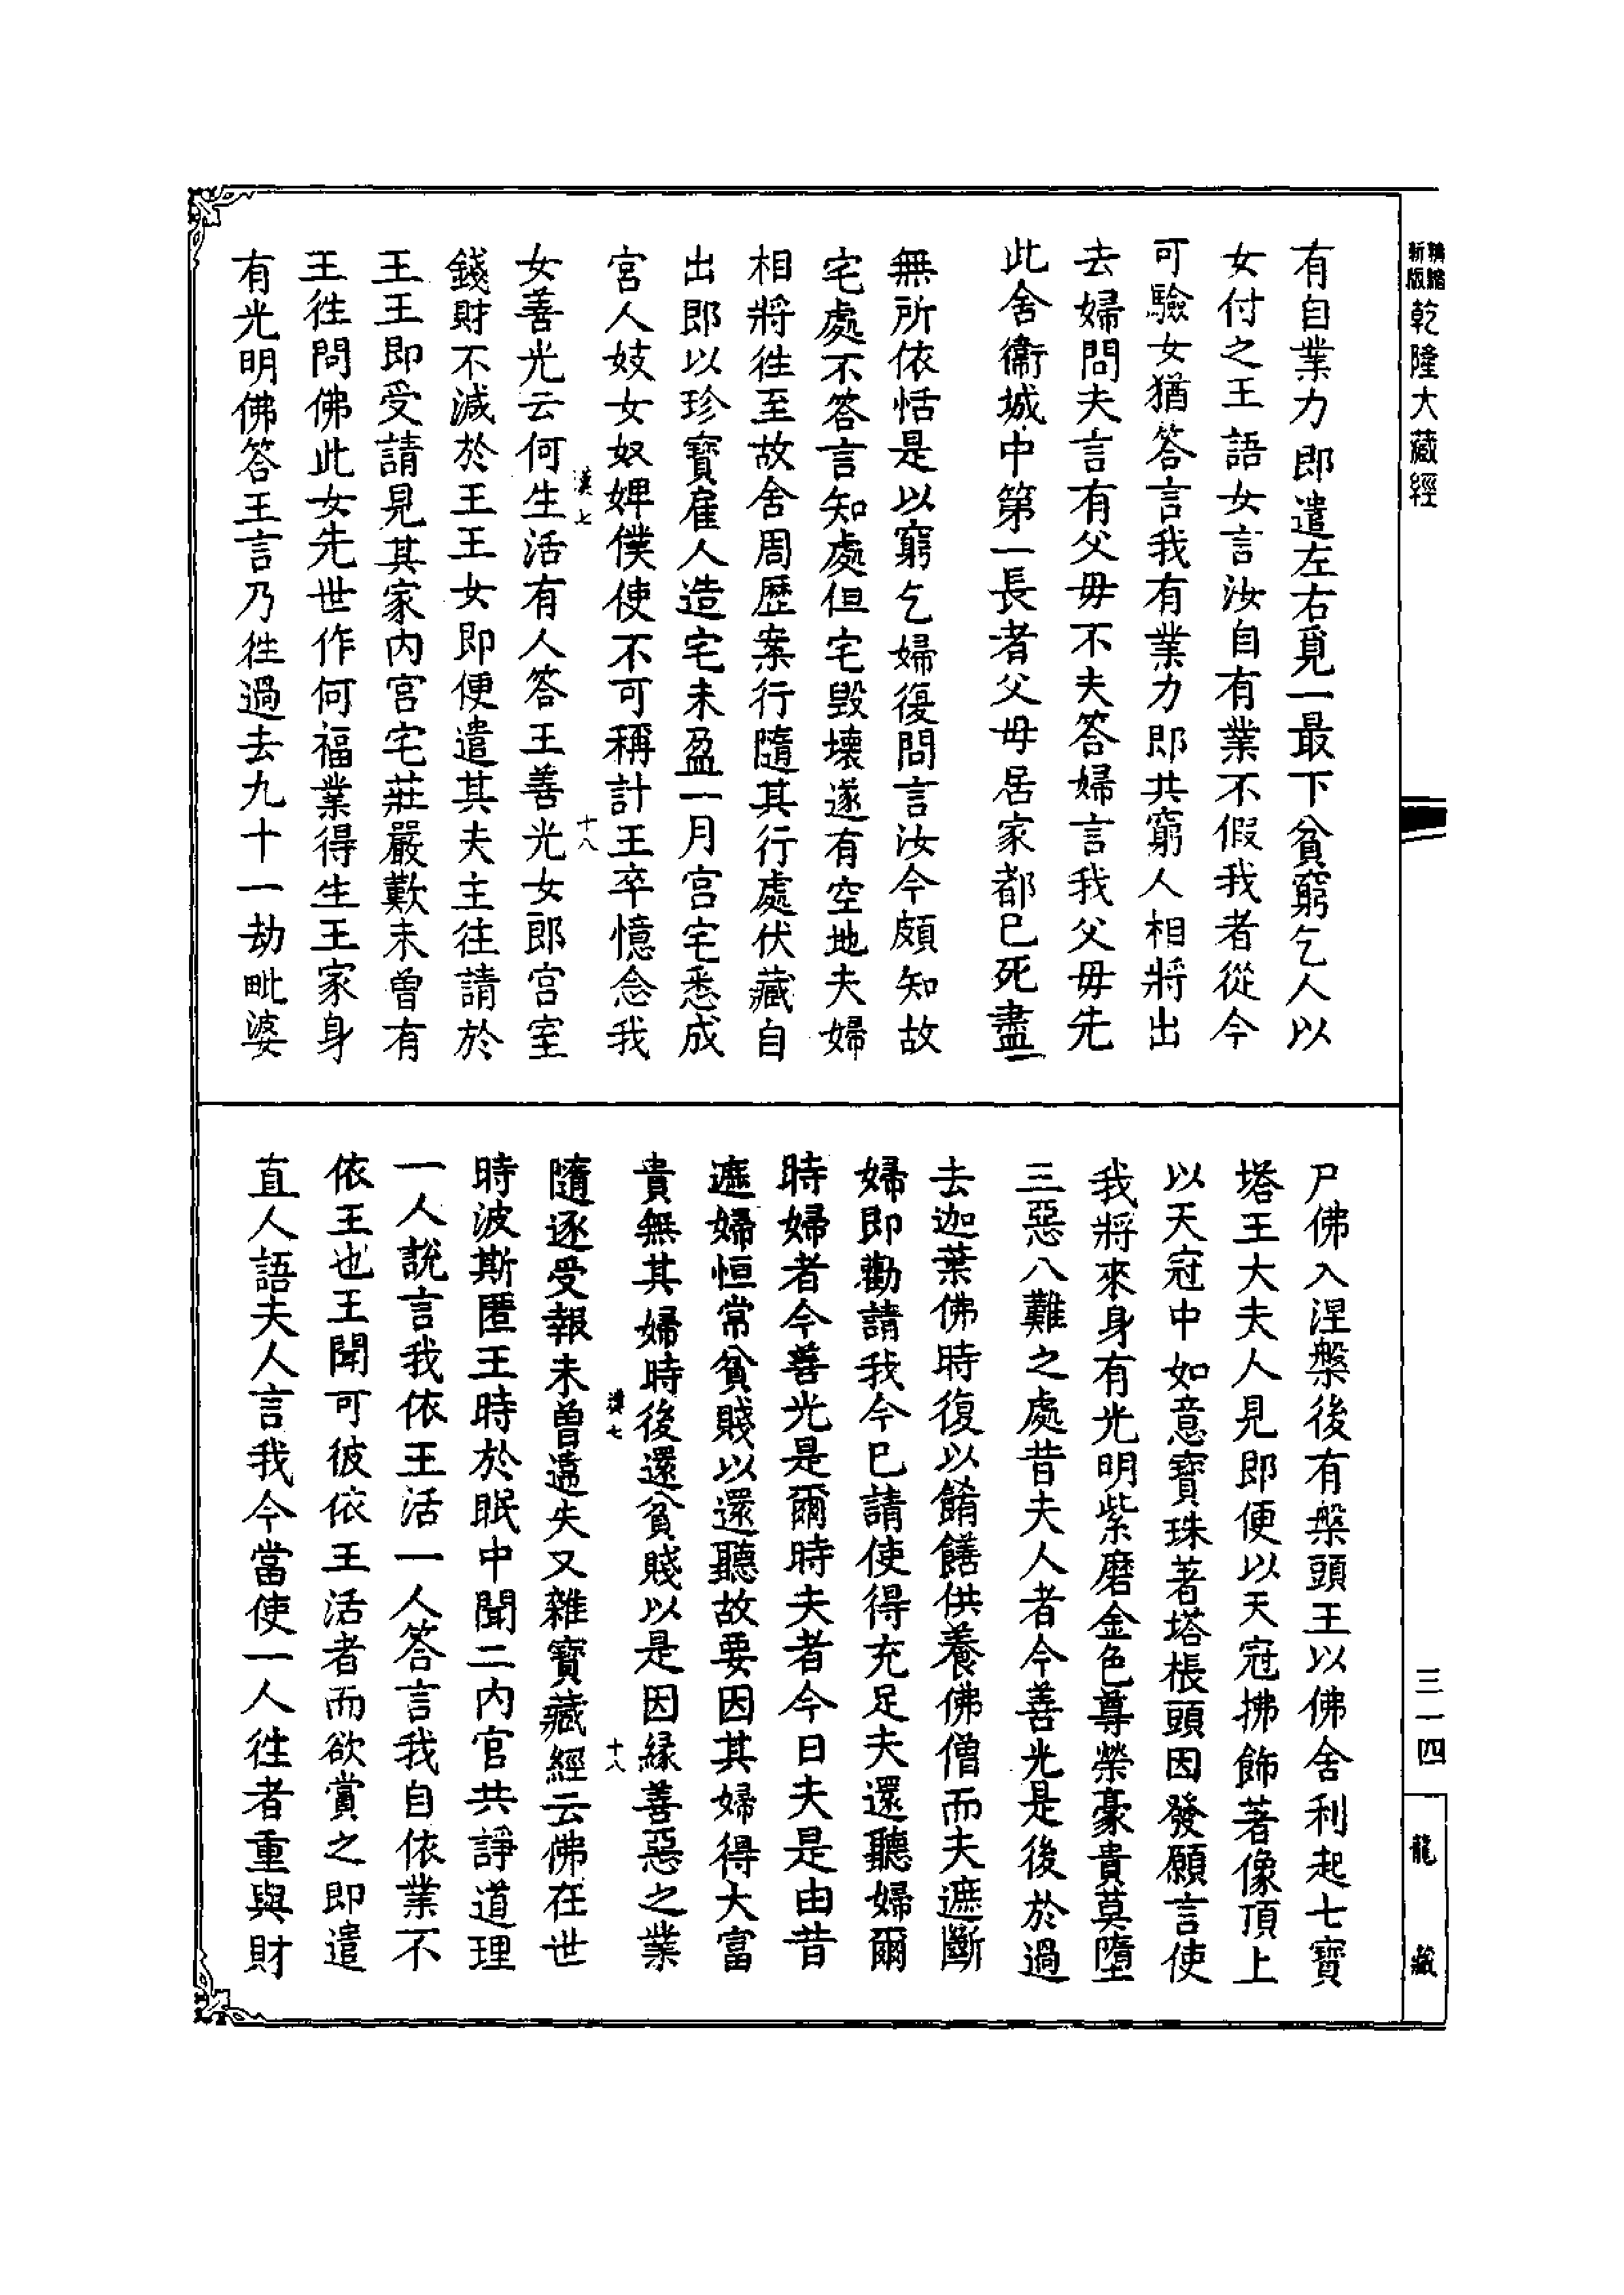 新版
乾隆大藏經
有自業力即遣左右覓一最下貧窮乞人以
女付之王語女言汝自有業不假我者從今
可驗女猶答言我有業力即共窮人相將出
去婦問夫言有父母不夫答婦言我父母先
此舍衞城中第一長者父母居家都已死盡
無所依恬是以窮乞婦復問言汝今頗知故
宅處不答言知處但宅毀壞遂有空地夫婦
相將徃至故舍周歷案行隨其行處伏藏自
出即以珍寶雇人造宅未盈一月宮宅悉成
宮人妓女奴婢僕使不可稱計王卒憶念我
漢七 十八
女善光云何生活有人答王善光女郎宮室
錢財不減於王王女即便遣其夫主往請於
王王即受請見其家內宮宅莊嚴歎未曾有
王徃問佛此女先世作何福業得生王家身
有光明佛答王言乃徃過去九十一劫毗婆
尸佛入涅槃後有槃頭王以佛舍利起七寶
塔王大夫人見即便以天冠拂飾著像頂上
以天冠中如意寶珠著塔棖頭因發願言使
我將來身有光明紫磨金色尊榮豪貴莫墮
三惡八難之處昔夫人者今善光是後於過
去迦葉佛時復以餚饍供養佛僧而夫遮斷
婦即勸請我今已請使得充足夫還聽婦爾
時婦者今善光是爾時夫者今日夫是由昔
遮婦恒常貧賤以還聽故要因其婦得大富
貴無其婦時後還貧賤以是因緣善惡之業
漢七 十八
隨逐受報未曾違失又雜寶藏經云佛在世
時波斯匿王時於眠中聞二內官共諍道理
一人說言我依王活一人答言我自依業不
依王也王聞可彼依王活者而欲賞之即遣
直人語夫人言我今當使一人徃者重與財
三一四
龍藏